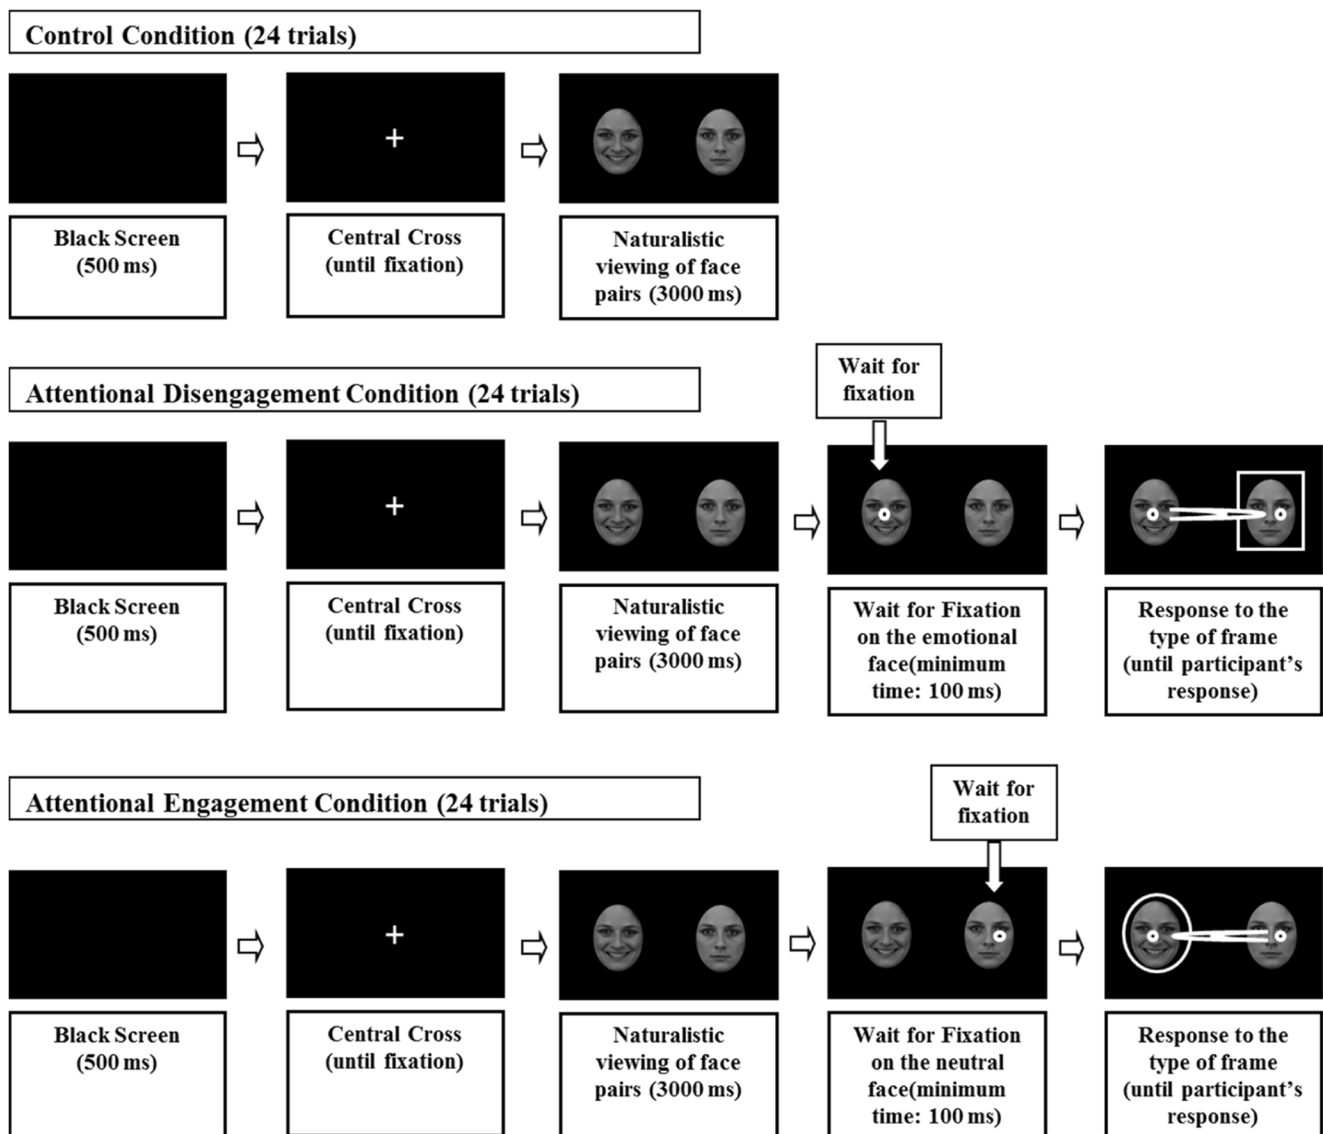 Control Condition (24 trials)
Black Screen
(500 ms)
Central Cross
(until fixation)
Naturalistic
viewing of face
pairs (3000 ms)
Attentional Disengagement Condition (24 trials)
Wait for
fixation
Black Screen
(500 ms)
Central Cross
(until fixation)
Naturalistic
viewing of face
pairs (3000 ms)
Wait for Fixation
on the emotional
face(minimum
time: 100 ms)
Response to the
type of frame
(until participant's
response)
Attentional Engagement Condition (24 trials)
Wait for
fixation
Black Screen
(500 ms)
Central Cross
(until fixation)
Naturalistic
viewing of face
pairs (3000 ms)
Wait for Fixation
on the neutral
face(minimum
time: 100 ms)
Response to the
type of frame
(until participant's
response)